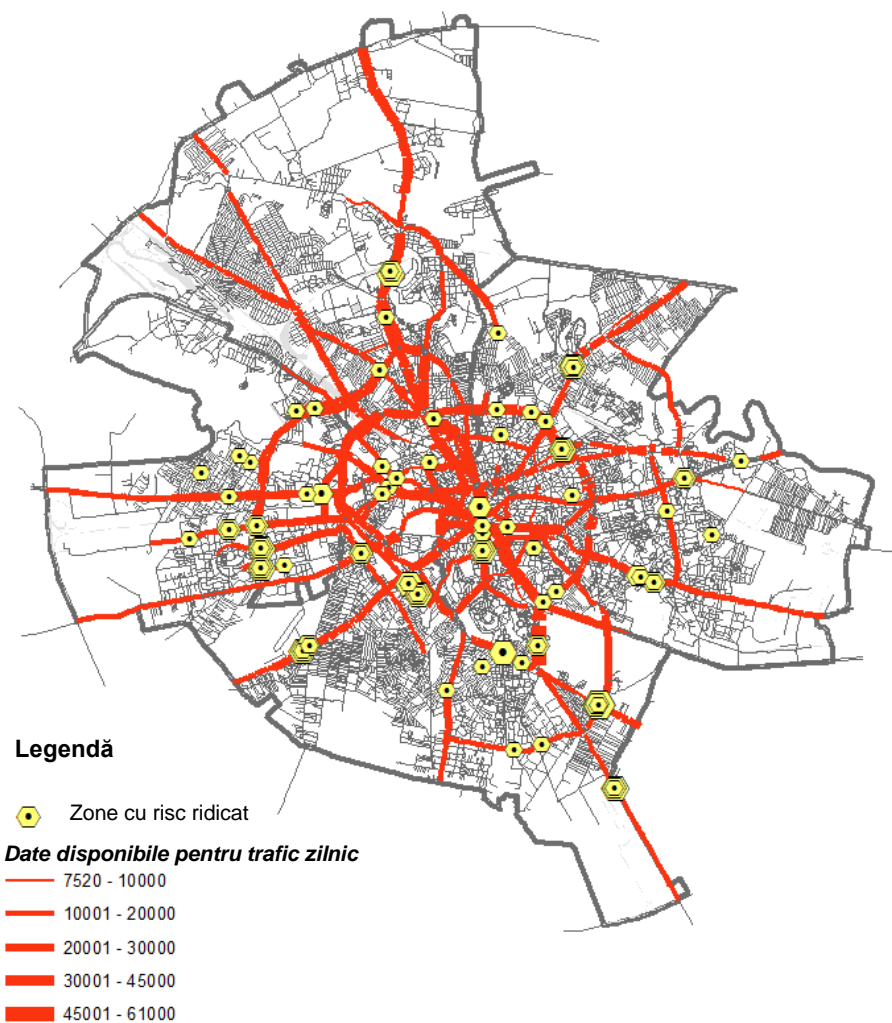 Legendă
Zone cu risc ridicat
Date disponibile pentru trafic zilnic
7520 - 10000
10001 - 20000
20001 - 30000
30001 - 45000
45001 - 61000